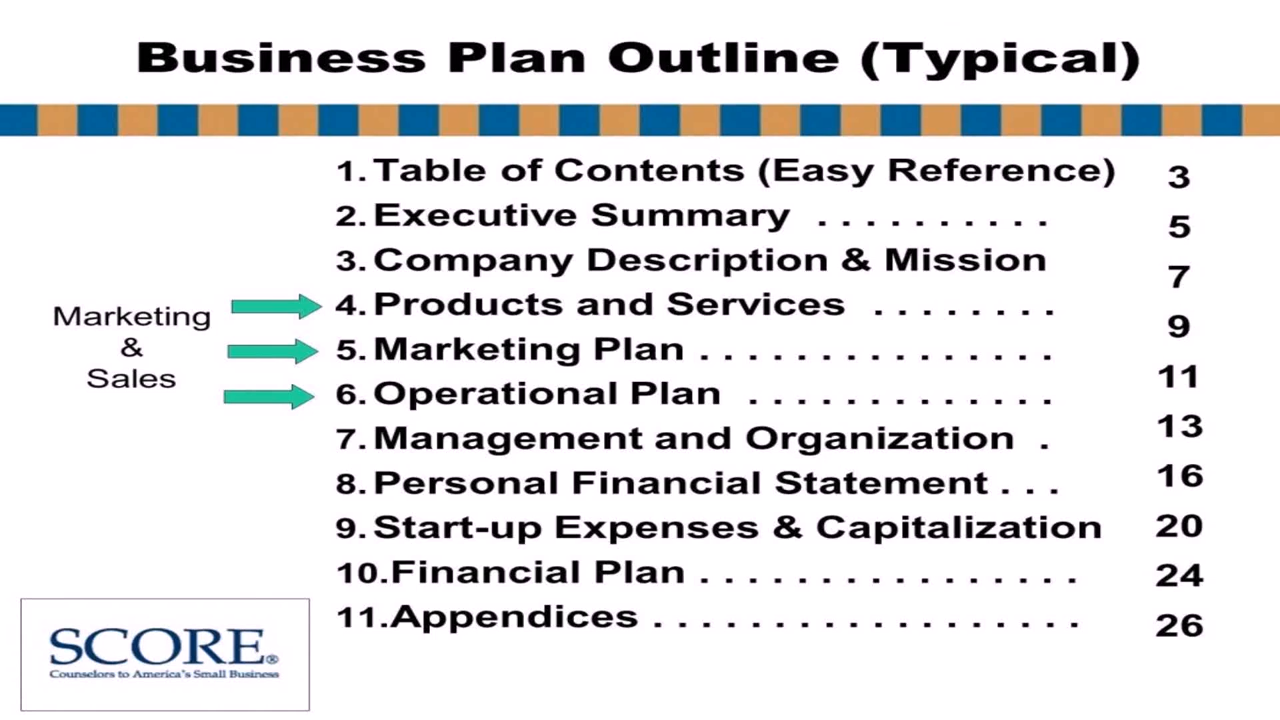 Business Plan Outline (Typical)
1. Table of Contents (Easy Reference) 3
2. Executive Summary . . . . . . . . . . 5
3. Company Description & Mission 7
4. Products and Services . . . . . . . . 9
5. Marketing Plan . . . . . . . . . . . . . . . 11
6. Operational Plan . . . . . . . . . . . . . 13
7. Management and Organization . 16
8. Personal Financial Statement . . . 20
9. Start-up Expenses & Capitalization 24
10.Financial Plan . . . . . . . . . . . . . . . . 26
11.Appendices . . . . . . . . . . . . . . . . . .
Marketing
&
Sales
SCORE®
Counselors to America's Small Business